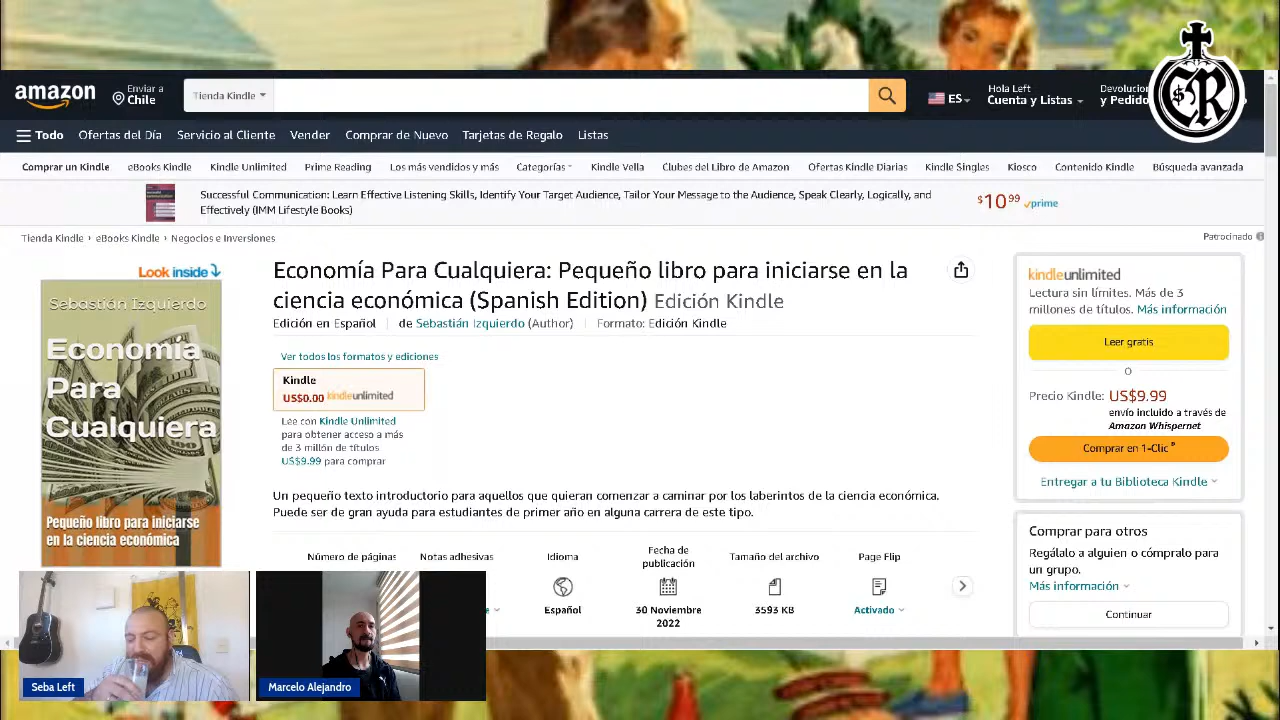 amazon
Enviar a
Chile
Tienda Kindle
ES
Hola Left
Cuenta y Listas
Devolucion
y Pedido
Todo
Ofertas del Día
Servicio al Cliente
Vender
Comprar de Nuevo
Tarjetas de Regalo
Listas
Comprar un Kindle
eBooks Kindle
Kindle Unlimited
Prime Reading
Los más vendidos y más
Categorías
Kindle Vella
Clubes del Libro de Amazon
Ofertas Kindle Diarias
Kindle Singles
Kiosco
Contenido Kindle
Búsqueda avanzada
Successful Communication: Learn Effective Listening Skills, Identify Your Target Audience, Tailor Your Message to the Audience, Speak Clearly, Logically, and
Effectively (IMM Lifestyle Books)
$10 99 prime
Patrocinado
Tienda Kindle › eBooks Kindle › Negocios e Inversiones
Look inside
Sebastián Izquierdo
Economía
Para
Cualquiera
Pequeño libro para iniciarse
en la ciencia económica
Economía Para Cualquiera: Pequeño libro para iniciarse en la
ciencia económica (Spanish Edition) Edición Kindle
Edición en Español | de Sebastián Izquierdo (Author) | Formato: Edición Kindle
Ver todos los formatos y ediciones
Kindle
US$0.00 kindleunlimited
Lee con Kindle Unlimited
para obtener acceso a más
de 3 millón de títulos
US$9.99 para comprar
Un pequeño texto introductorio para aquellos que quieran comenzar a caminar por los laberintos de la ciencia económica.
Puede ser de gran ayuda para estudiantes de primer año en alguna carrera de este tipo.
Número de páginas
Notas adhesivas
Idioma
Español
Fecha de
publicación
30 Noviembre
2022
Tamaño del archivo
3593 KB
Page Flip
Activado
kindleunlimited
Lectura sin límites. Más de 3
millones de títulos. Más información
Leer gratis
O
Precio Kindle: US$9.99
envío incluido a través de
Amazon Whispernet
Comprar en 1-Clic®
Entregar a tu Biblioteca Kindle
Comprar para otros
Regálalo a alguien o cómpralo para
un grupo.
Más información
Continuar
Seba Left
Marcelo Alejandro